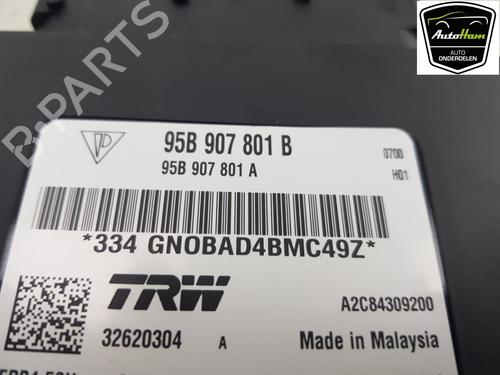 AutoHam
AUTO
ONDERDELEN
B-PARTS
95B 907 801 B
95B 907 801 A
0700
H01
*334 GNOBAD4BMC49Z*
TRW
A2C84309200
32620304 A
Made in Malaysia